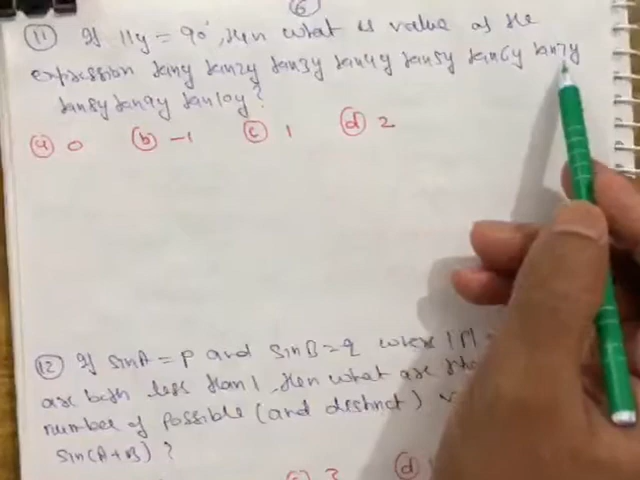 6
11 If 11y = 90°, then what is value of the
expression tany tan2y tan3y tan4y tan5y tan6y tan7y
tan8y tan9y tan10y?
a 0 b -1 c 1 d 2
12 If sinA = p and sinB = q where |P| =
are both less than 1, then what are
number of possible (and destinct)
sin(A+B)?
c 3 d